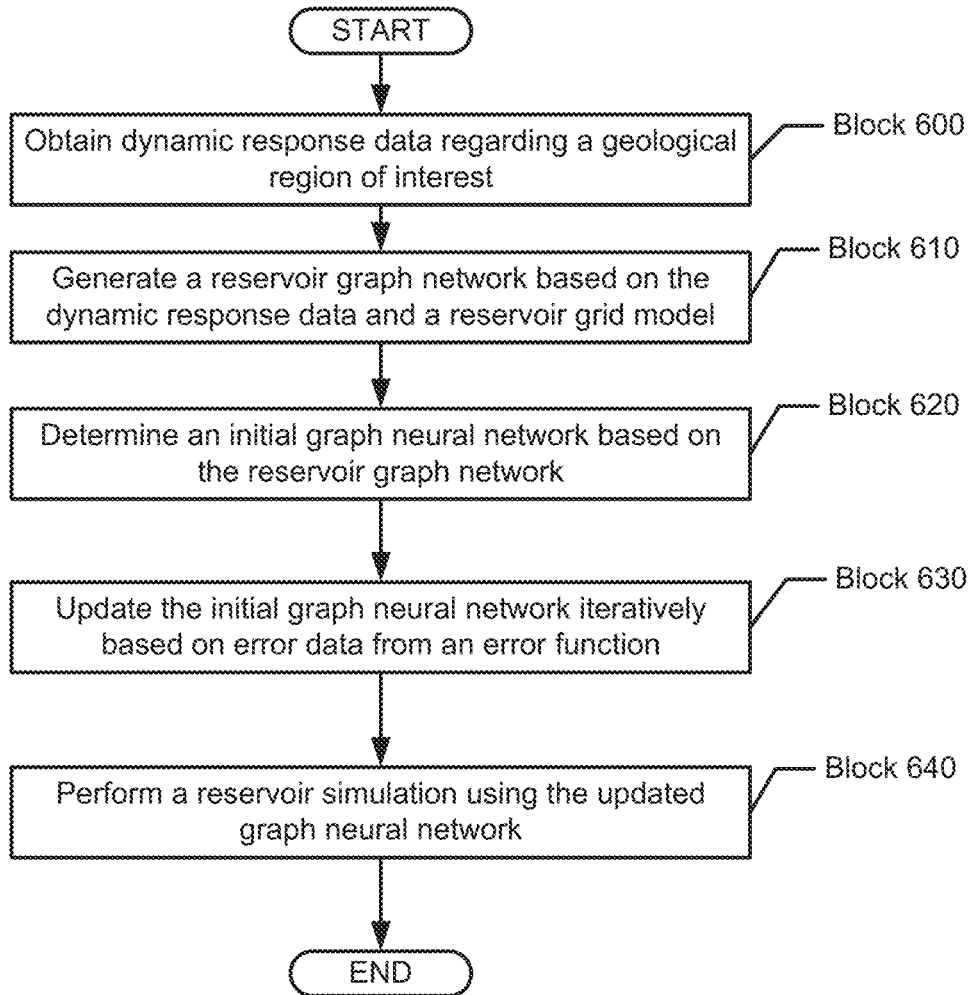 START
Obtain dynamic response data regarding a geological
region of interest
Block 600
Generate a reservoir graph network based on the
dynamic response data and a reservoir grid model
Block 610
Determine an initial graph neural network based on
the reservoir graph network
Block 620
Update the initial graph neural network iteratively
based on error data from an error function
Block 630
Perform a reservoir simulation using the updated
graph neural network
Block 640
END